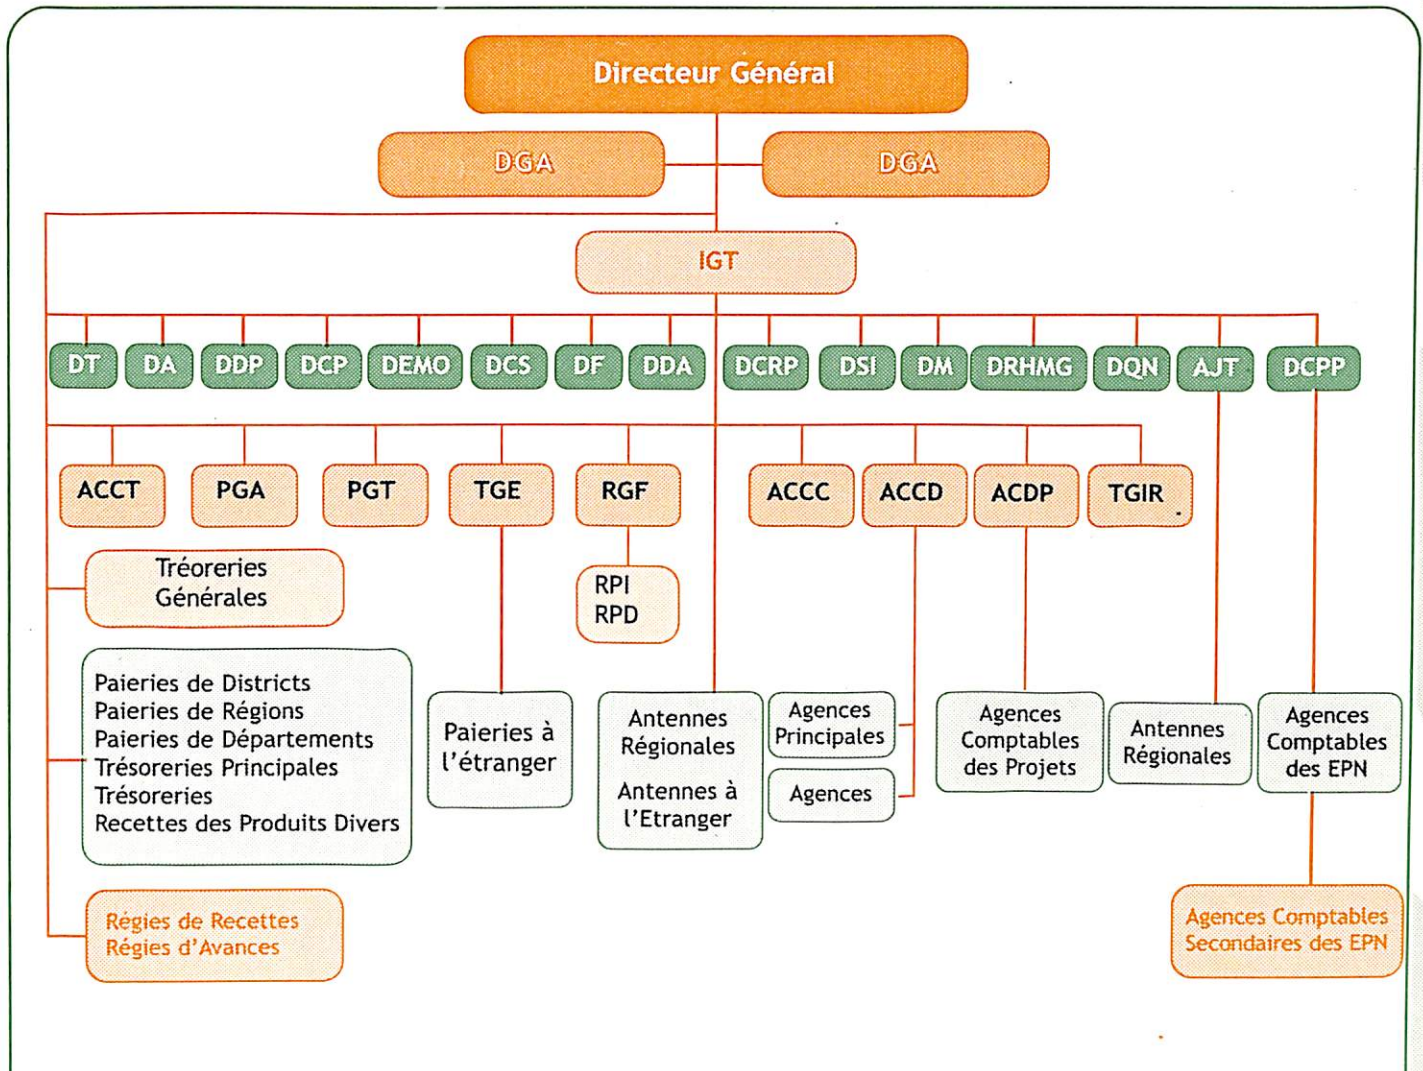 Directeur Général
DGA
DGA
IGT
DT
DA
DDP
DCP
DEMO
DCS
DF
DDA
DCRP
DSI
DM
DRHMG
DQN
AJT
DCPP
ACCT
PGA
PGT
TGE
RGF
ACCC
ACCD
ACDP
TGIR
Tréoreries
Générales
RPI
RPD
Paieries de Districts
Paieries de Régions
Paieries de Départements
Trésoreries Principales
Trésoreries
Recettes des Produits Divers
Paieries à
l'étranger
Antennes
Régionales
Antennes à
l'Etranger
Agences
Principales
Agences
Agences
Comptables
des Projets
Antennes
Régionales
Agences
Comptables
des EPN
Régies de Recettes
Régies d'Avances
Agences Comptables
Secondaires des EPN